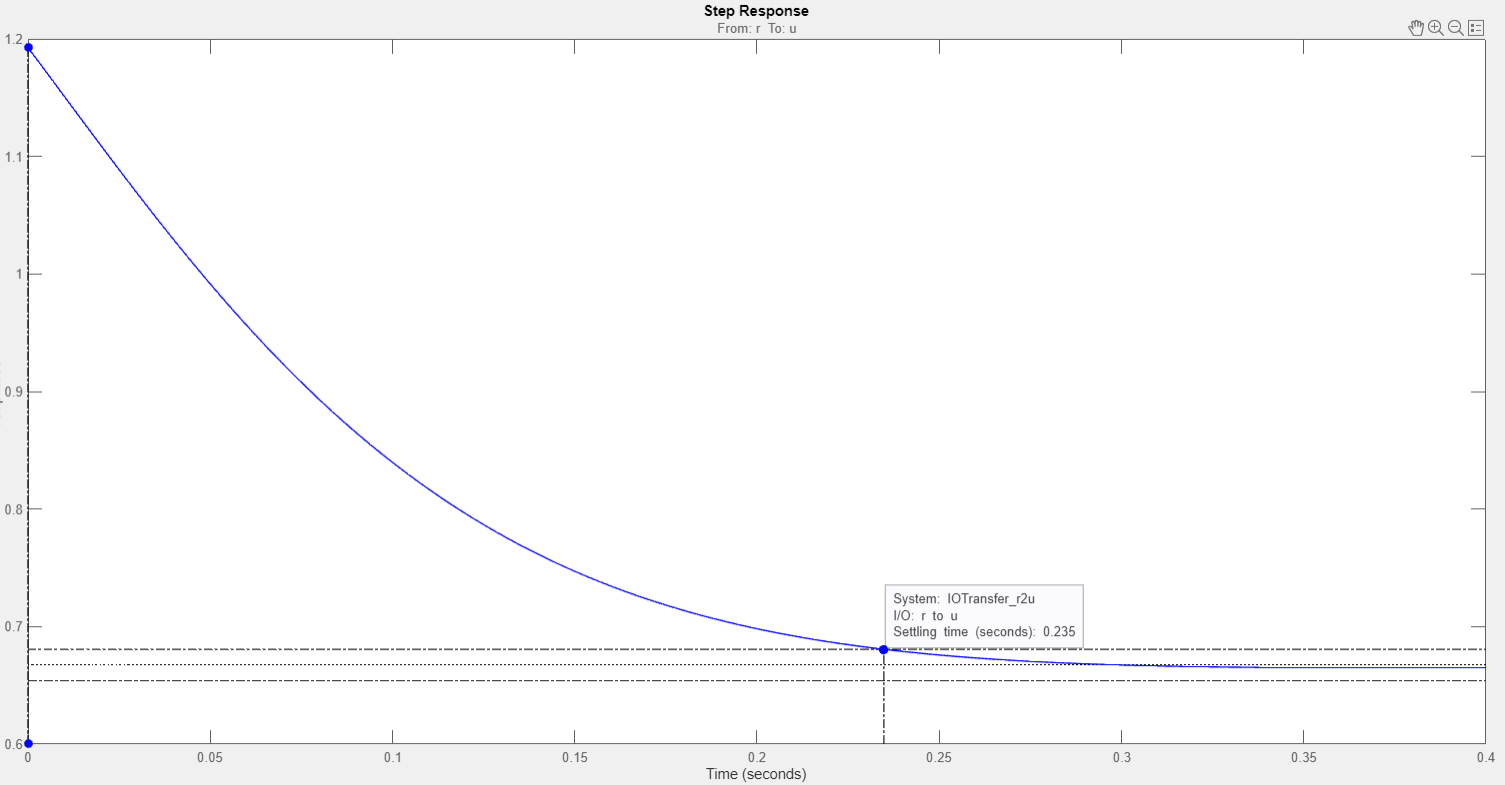 Step Response
From: r To: u
1.2
1.1
1
0.9
0.8
0.7
0.6
System: IOTransfer_r2u
I/O: r to u
Settling time (seconds): 0.235
0 0.05 0.1 0.15 0.2 0.25 0.3 0.35 0.4
Time (seconds)